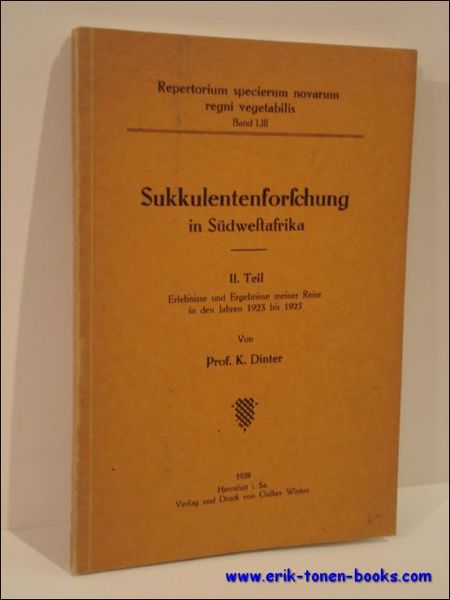 Repertorium specierum novarum
regni vegetabilis
Band LIII
Sukkulentenforſchung
in Südweſtafrika
II. Teil
Erlebnisse und Ergebnisse meiner Reise
in den Jahren 1923 bis 1925
Von
Prof. K. Dinter
1928
Herrnhut i. Sa
Verlag und Druck von Guſtav Winter
www.erik-tonen-books.com